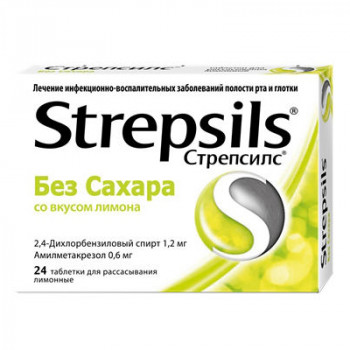 Лечение инфекционно-воспалительных заболеваний полости рта и глотки
Strepsils®
Стрепсилс®
Без Сахара
со вкусом лимона
2,4-Дихлорбензиловый спирт 1,2 мг
Амилметакрезол 0,6 мг
24 таблетки для рассасывания
лимонные